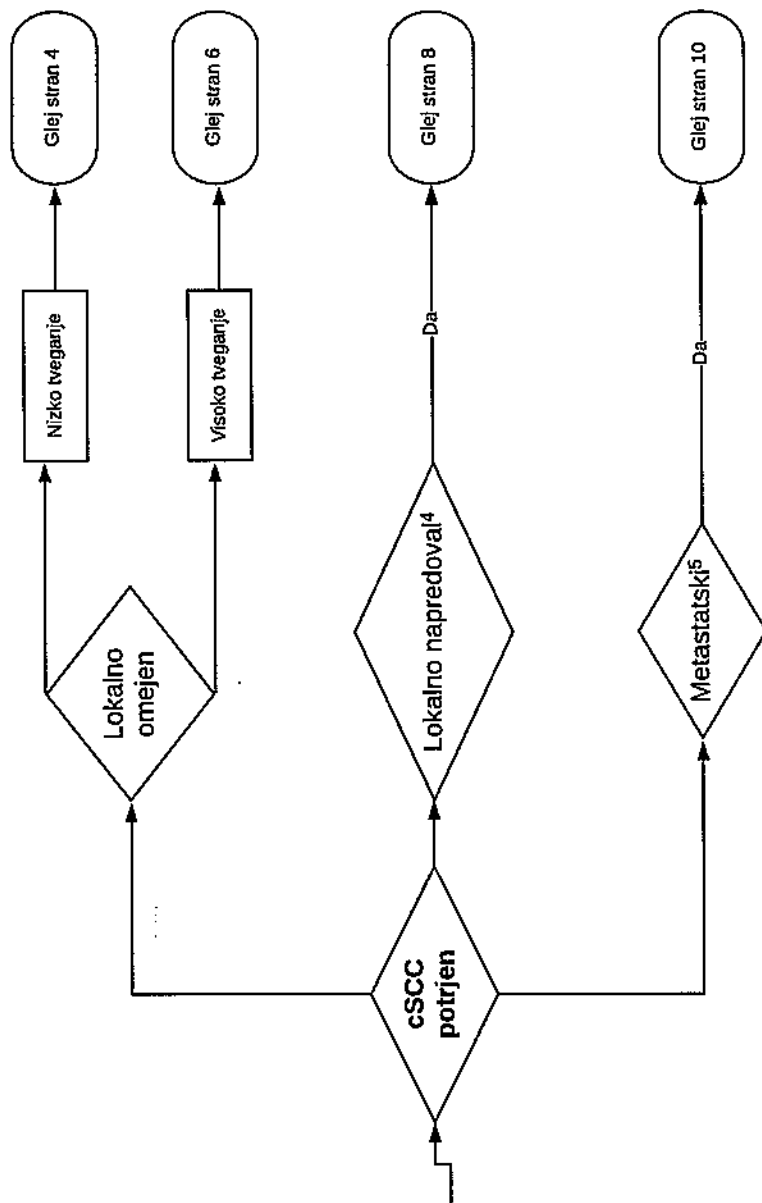 cSCC
potrjen
Lokalno
omejen
Nizko tveganje
Glej stran 4
Visoko tveganje
Glej stran 6
Lokalno napredoval⁴
Da
Glej stran 8
Metastatski⁵
Da
Glej stran 10